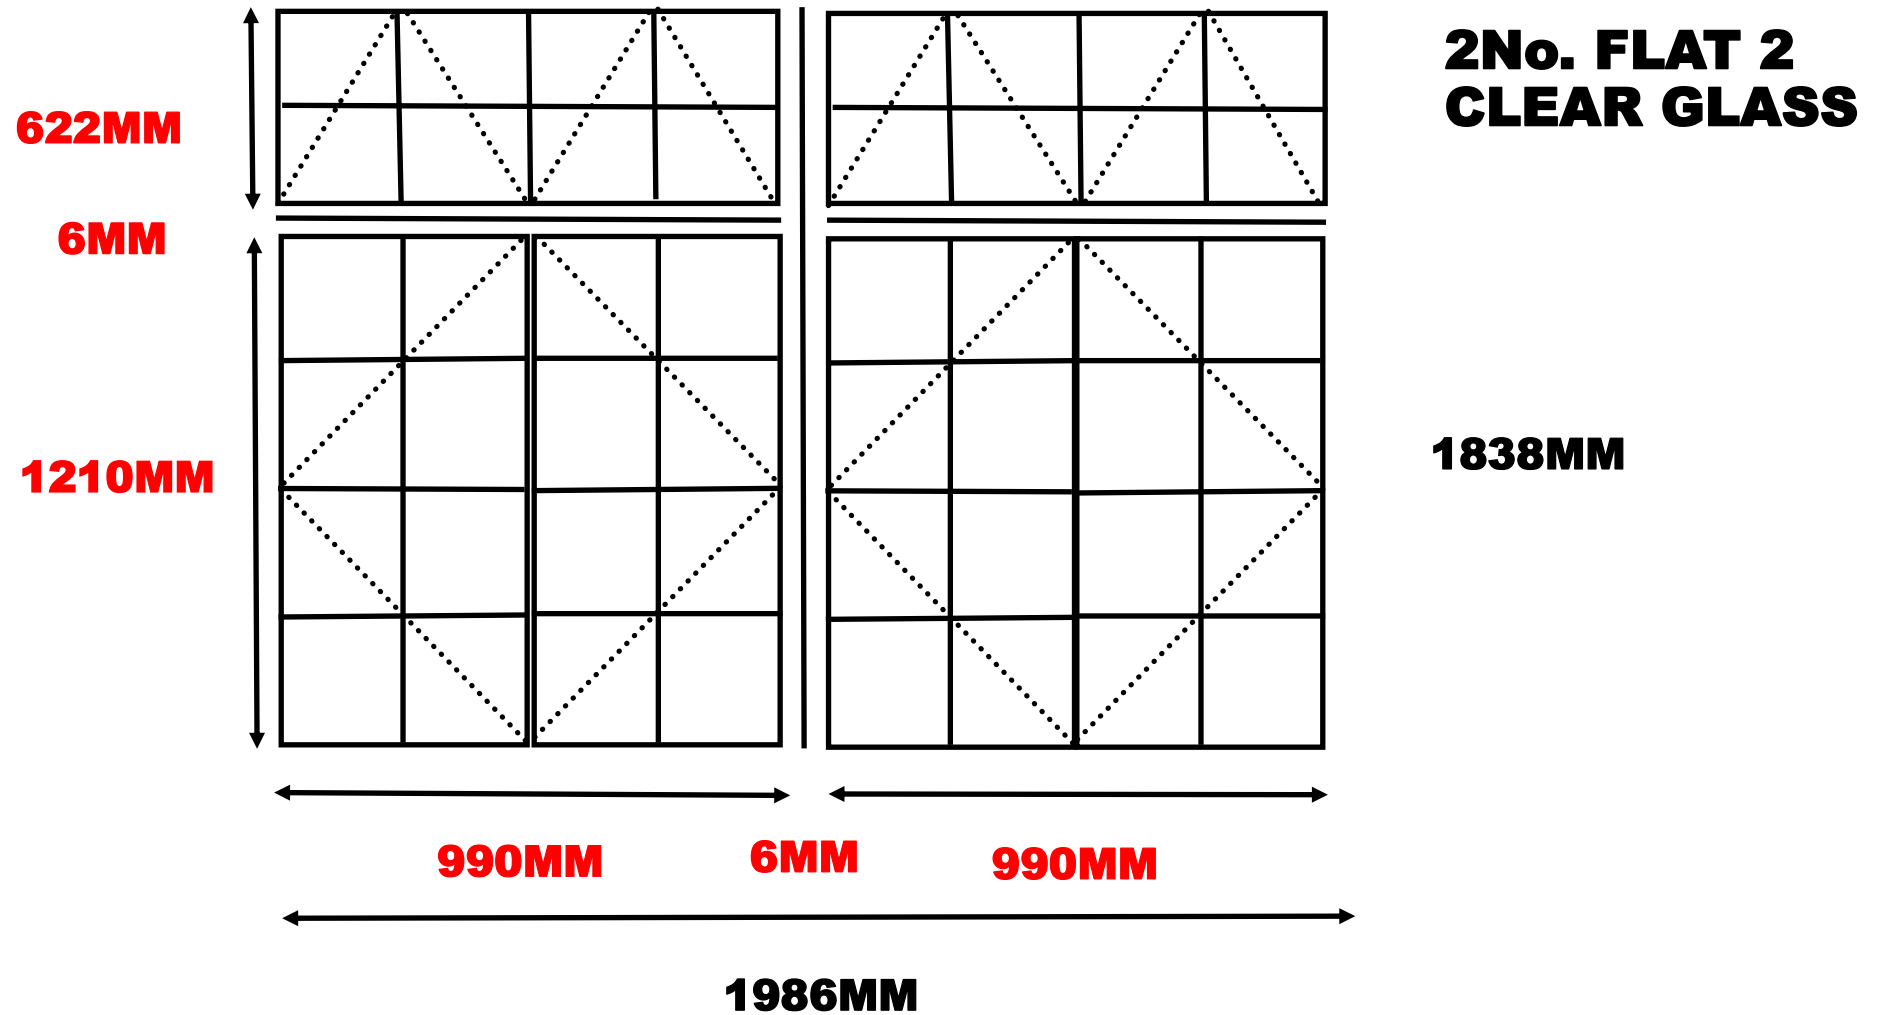 2No. FLAT 2
CLEAR GLASS
622MM
6MM
1210MM
1838MM
990MM
6MM
990MM
1986MM